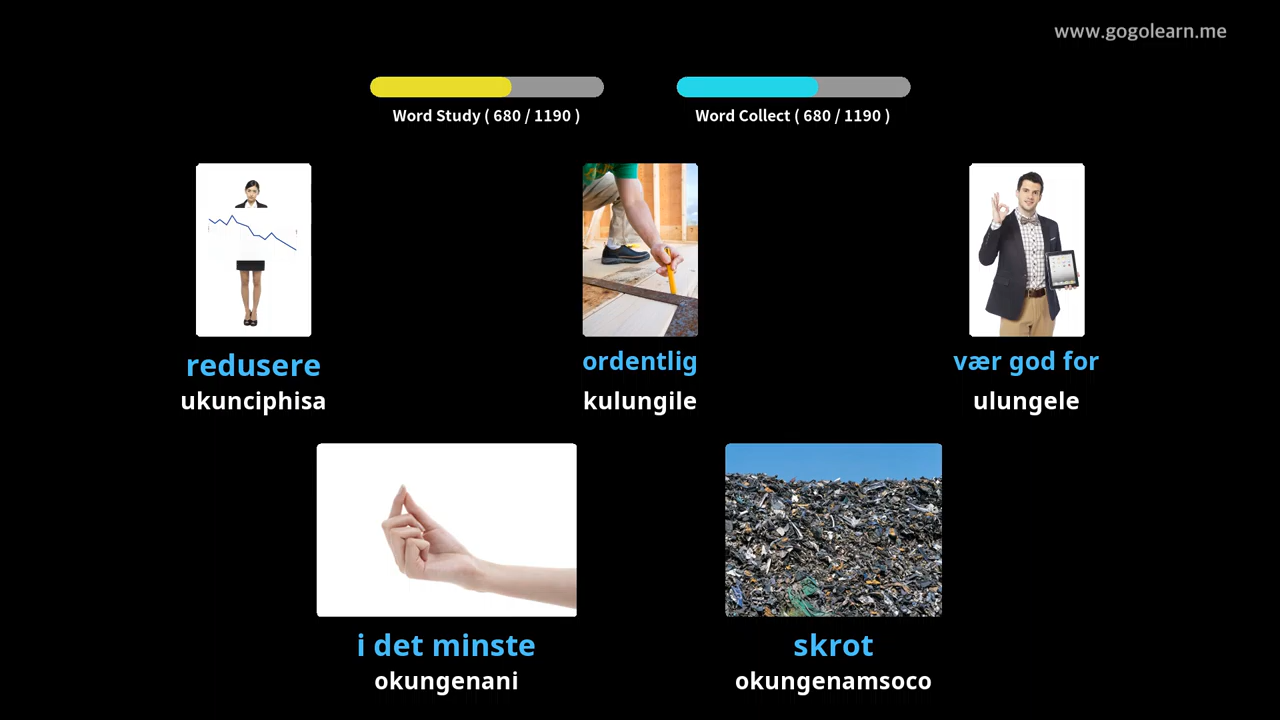 www.gogolearn.me
Word Study ( 680 / 1190 )
Word Collect ( 680 / 1190 )
redusere
ukunciphisa
ordentlig
kulungile
vær god for
ulungele
i det minste
okungenani
skrot
okungenamsoco